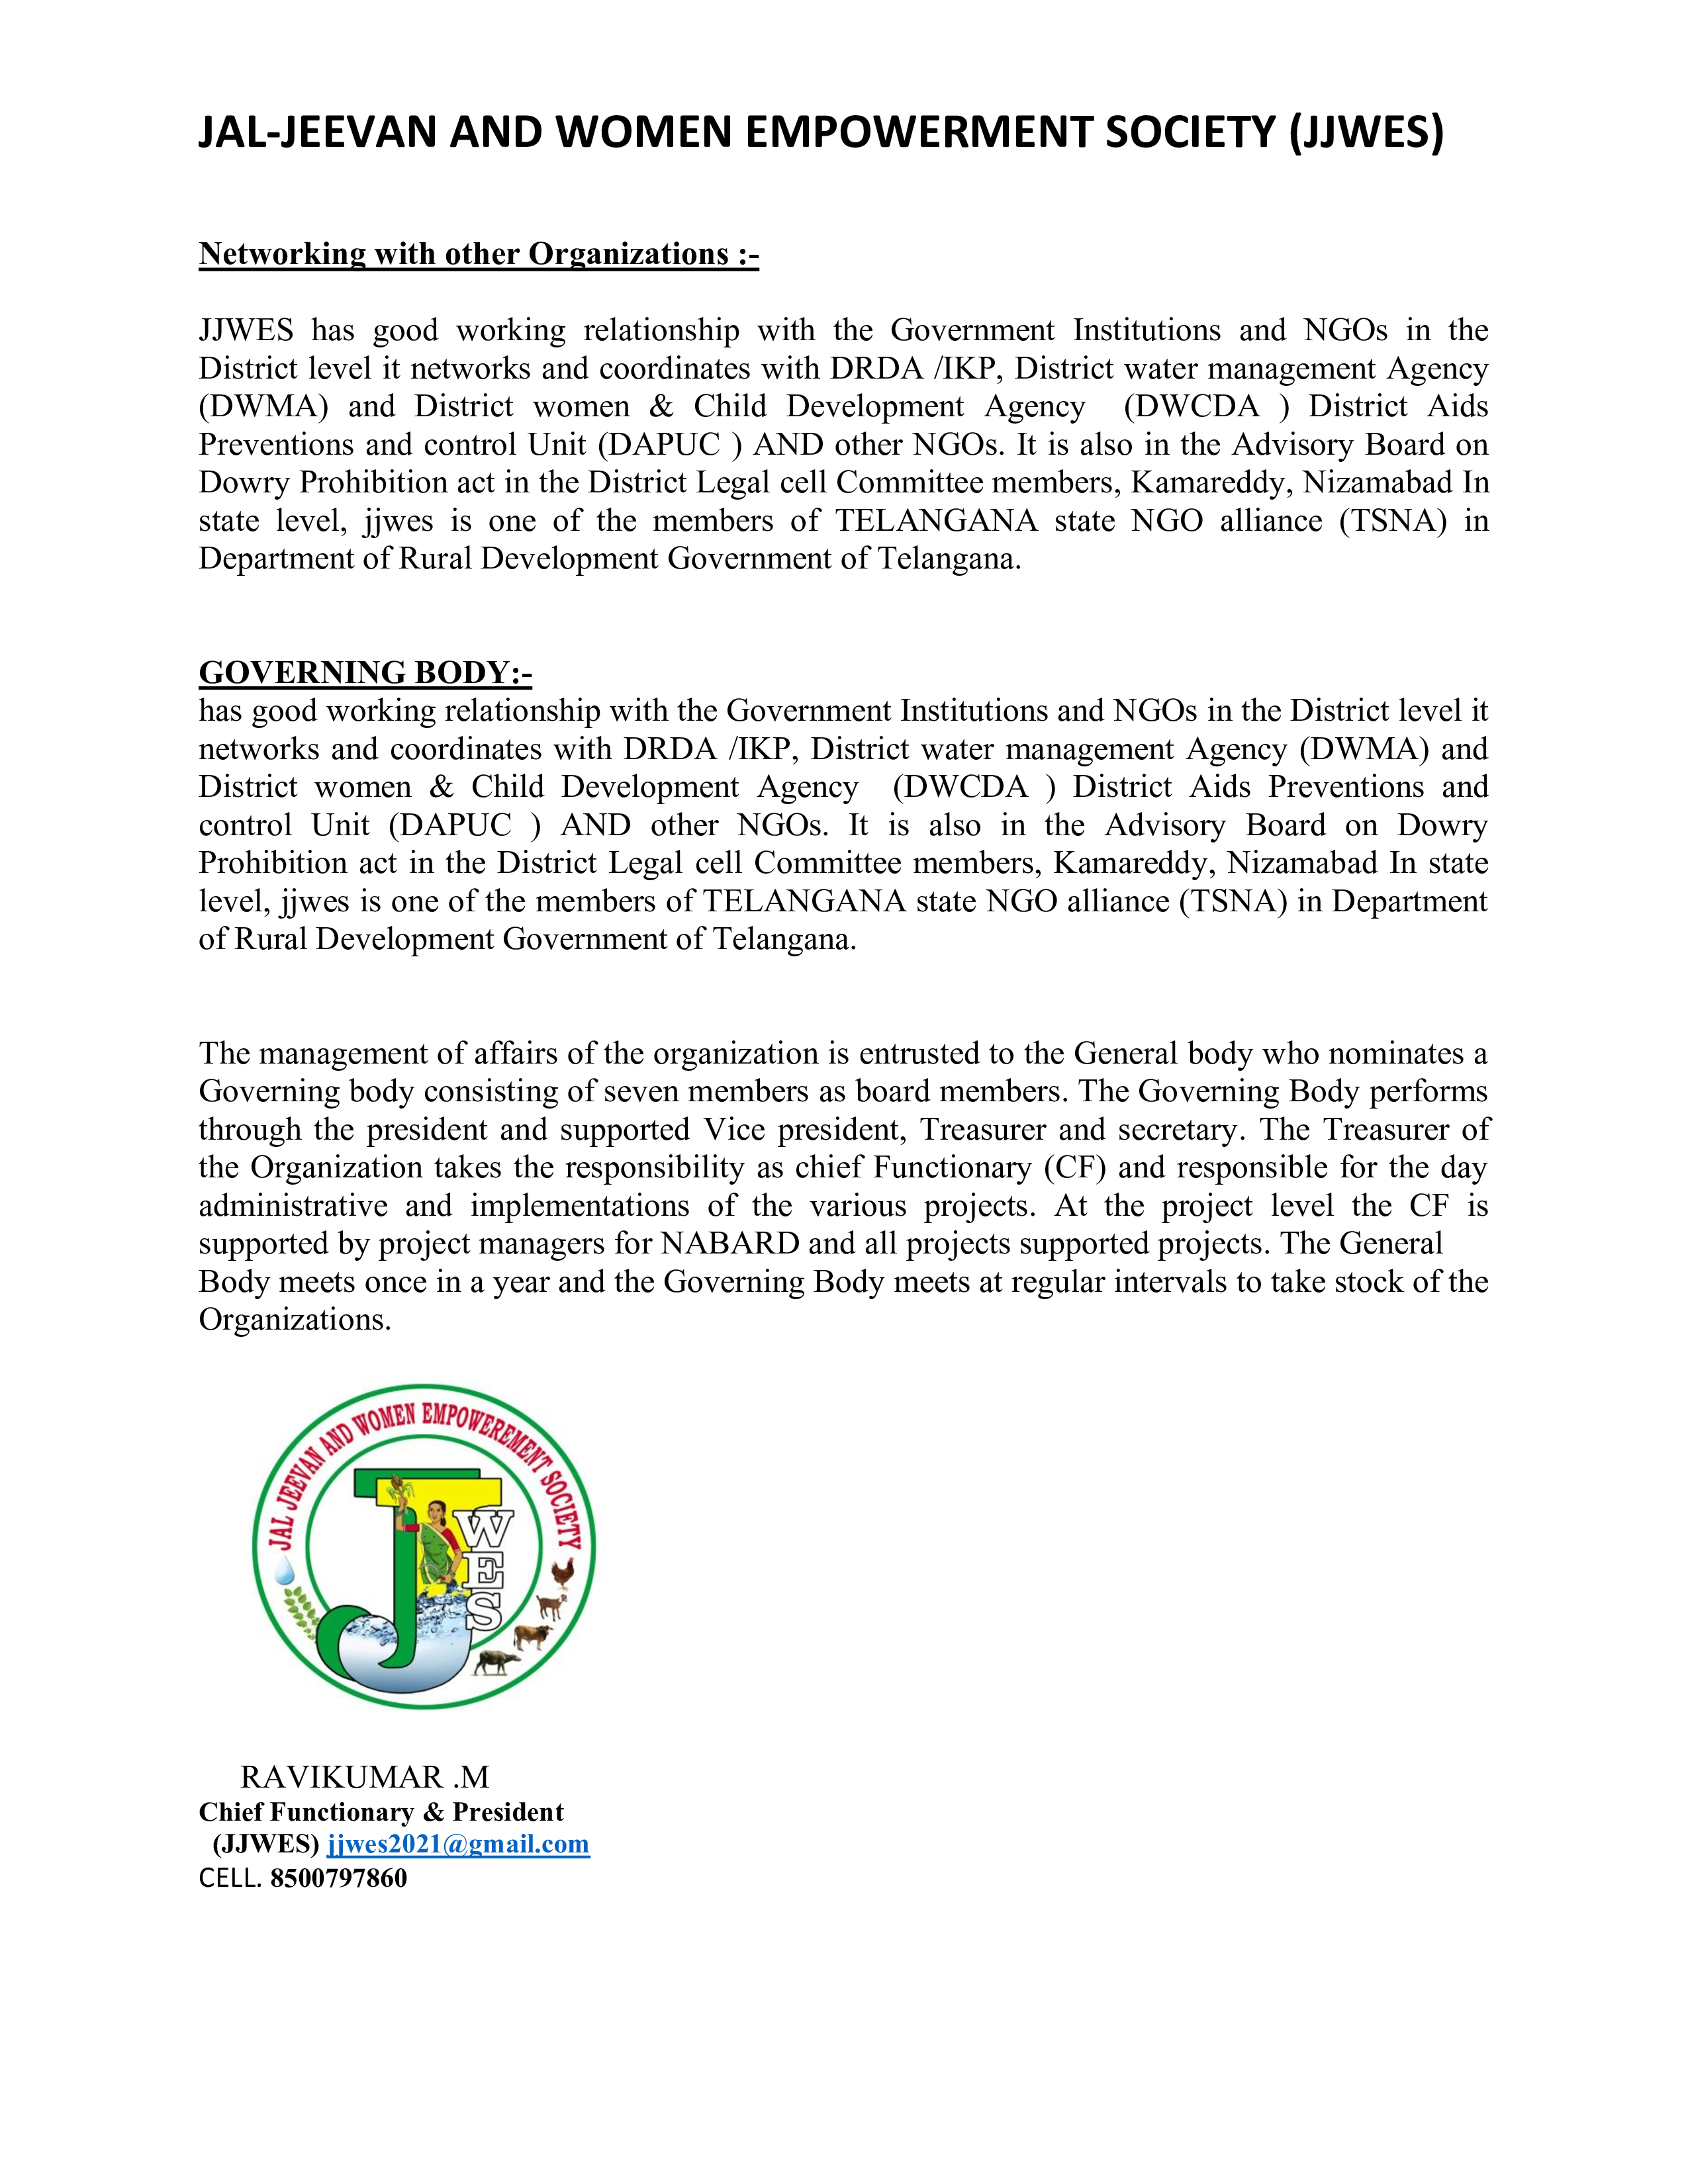 JAL-JEEVAN AND WOMEN EMPOWERMENT SOCIETY (JJWES)
Networking with other Organizations :-
JJWES has good working relationship with the Government Institutions and NGOs in the
District level it networks and coordinates with DRDA /IKP, District water management Agency
(DWMA) and District women & Child Development Agency (DWCDA ) District Aids
Preventions and control Unit (DAPUC ) AND other NGOs. It is also in the Advisory Board on
Dowry Prohibition act in the District Legal cell Committee members, Kamareddy, Nizamabad In
state level, jjwes is one of the members of TELANGANA state NGO alliance (TSNA) in
Department of Rural Development Government of Telangana.
GOVERNING BODY:-
has good working relationship with the Government Institutions and NGOs in the District level it
networks and coordinates with DRDA /IKP, District water management Agency (DWMA) and
District women & Child Development Agency (DWCDA ) District Aids Preventions and
control Unit (DAPUC ) AND other NGOs. It is also in the Advisory Board on Dowry
Prohibition act in the District Legal cell Committee members, Kamareddy, Nizamabad In state
level, jjwes is one of the members of TELANGANA state NGO alliance (TSNA) in Department
of Rural Development Government of Telangana.
The management of affairs of the organization is entrusted to the General body who nominates a
Governing body consisting of seven members as board members. The Governing Body performs
through the president and supported Vice president, Treasurer and secretary. The Treasurer of
the Organization takes the responsibility as chief Functionary (CF) and responsible for the day
administrative and implementations of the various projects. At the project level the CF is
supported by project managers for NABARD and all projects supported projects. The General
Body meets once in a year and the Governing Body meets at regular intervals to take stock of the
Organizations.
JAL JEEVAN AND WOMEN EMPOWEREMENT SOCIETY
JJ
WES
RAVIKUMAR .M
Chief Functionary & President
(JJWES) jjwes2021@gmail.com
CELL. 8500797860